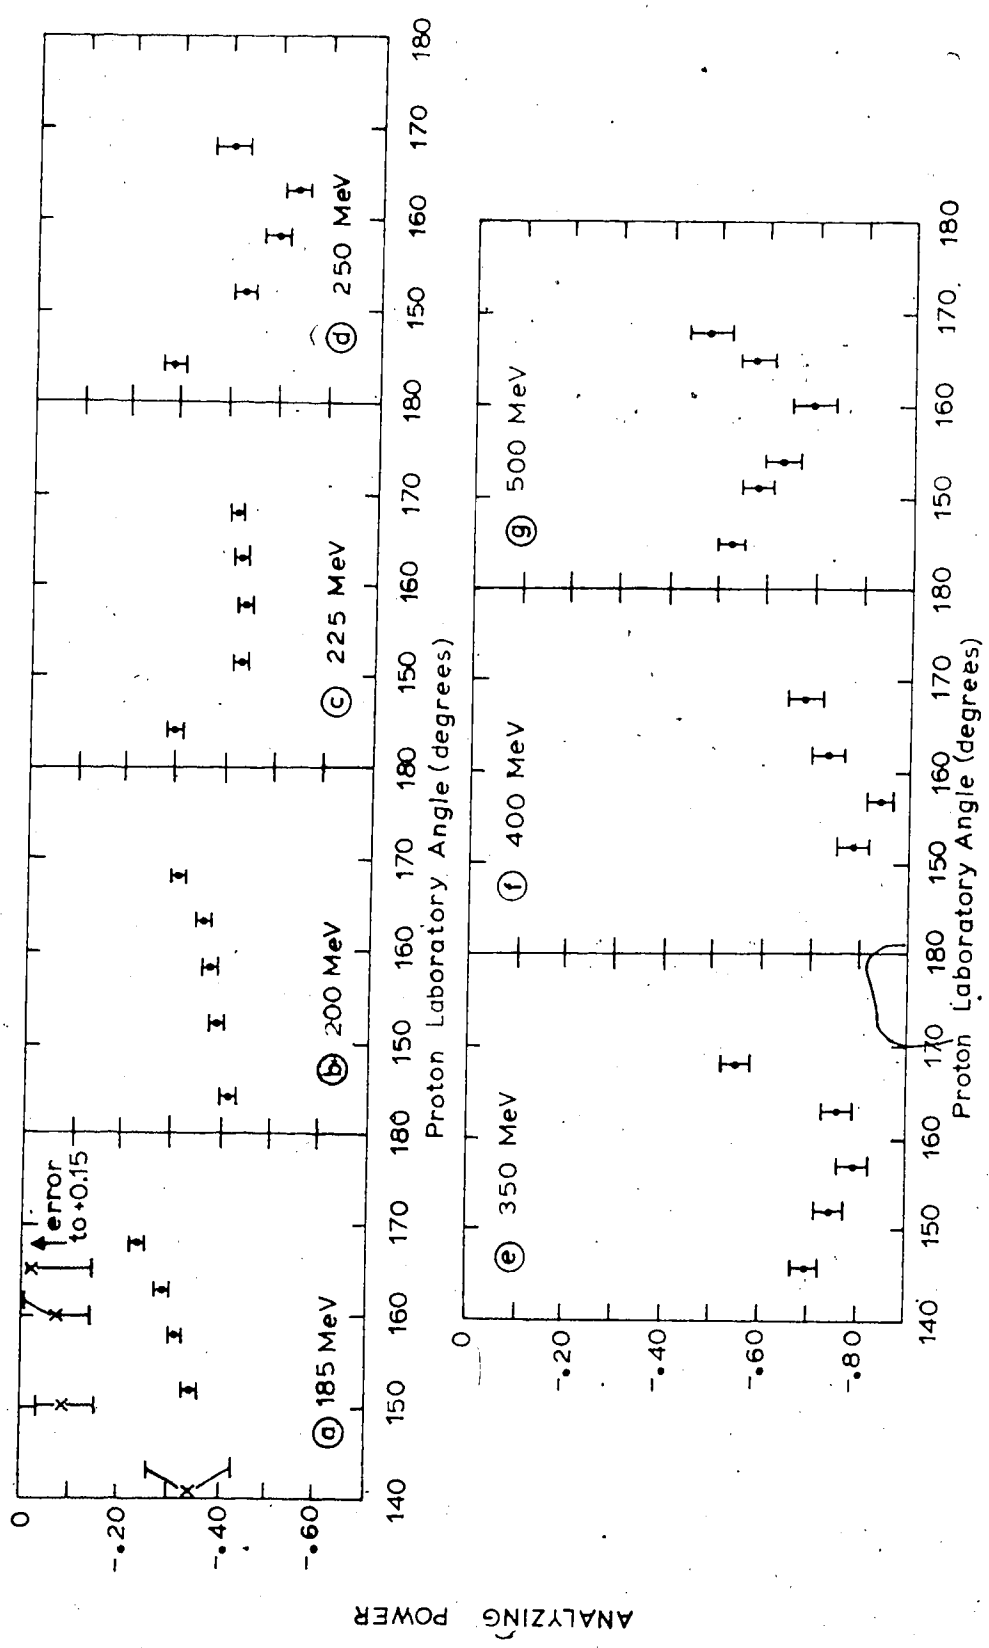 ANALYZING POWER
0
-.20
-.40
-.60
error
to +0.15
a 185 MeV
b 200 MeV
c 225 MeV
d 250 MeV
140 150 160 170 180 150 160 170 180 150 160 170 180 150 160 170 180
Proton Laboratory Angle (degrees)
0
-.20
-.40
-.60
-.80
e 350 MeV
f 400 MeV
g 500 MeV
140 150 160 170 180 150 160 170 180 150 160 170. 180
Proton Laboratory Angle (degrees)